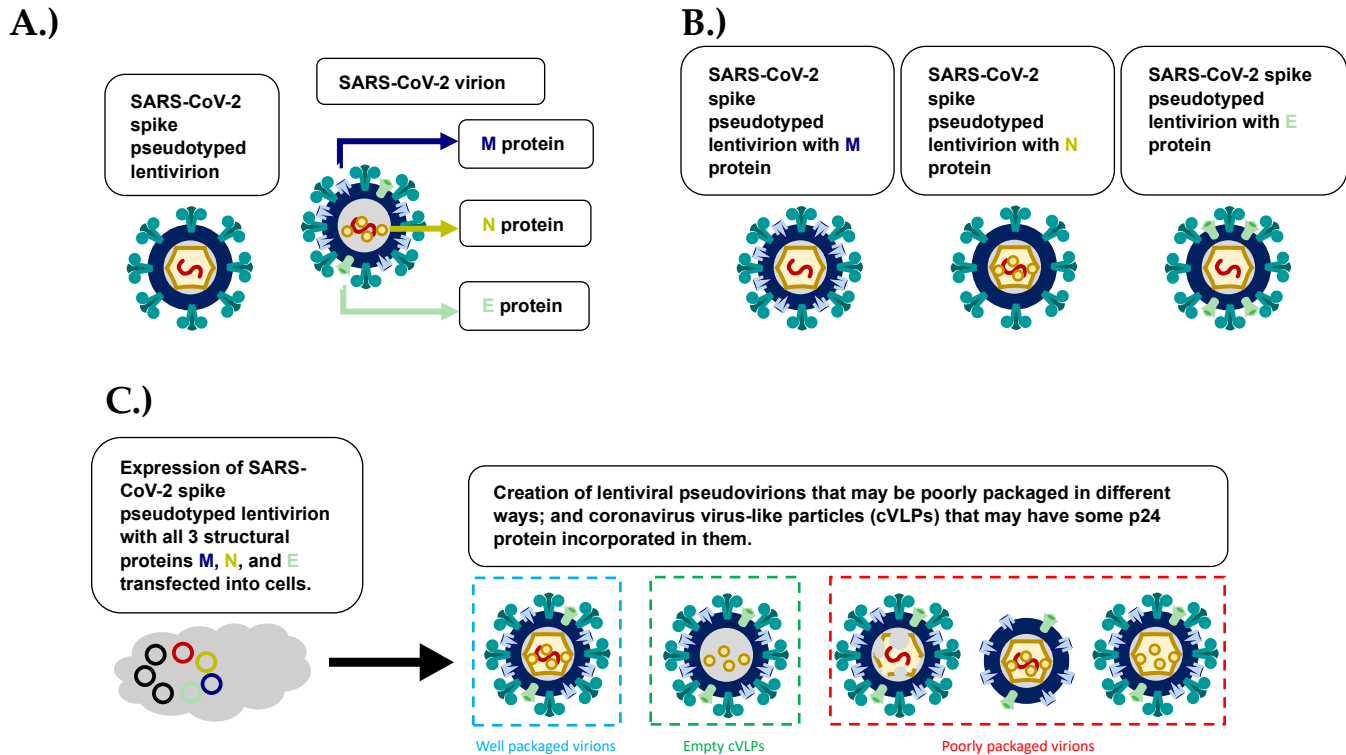 A.)
SARS-CoV-2
spike
pseudotyped
lentivirion
SARS-CoV-2 virion
M protein
N protein
E protein
B.)
SARS-CoV-2
spike
pseudotyped
lentivirion with M
protein
SARS-CoV-2
spike
pseudotyped
lentivirion with N
protein
SARS-CoV-2 spike
pseudotyped
lentivirion with E
protein
C.)
Expression of SARS-
CoV-2 spike
pseudotyped lentivirion
with all 3 structural
proteins M, N, and E
transfected into cells.
Creation of lentiviral pseudovirions that may be poorly packaged in different
ways; and coronavirus virus-like particles (cVLPs) that may have some p24
protein incorporated in them.
Well packaged virions
Empty cVLPs
Poorly packaged virions